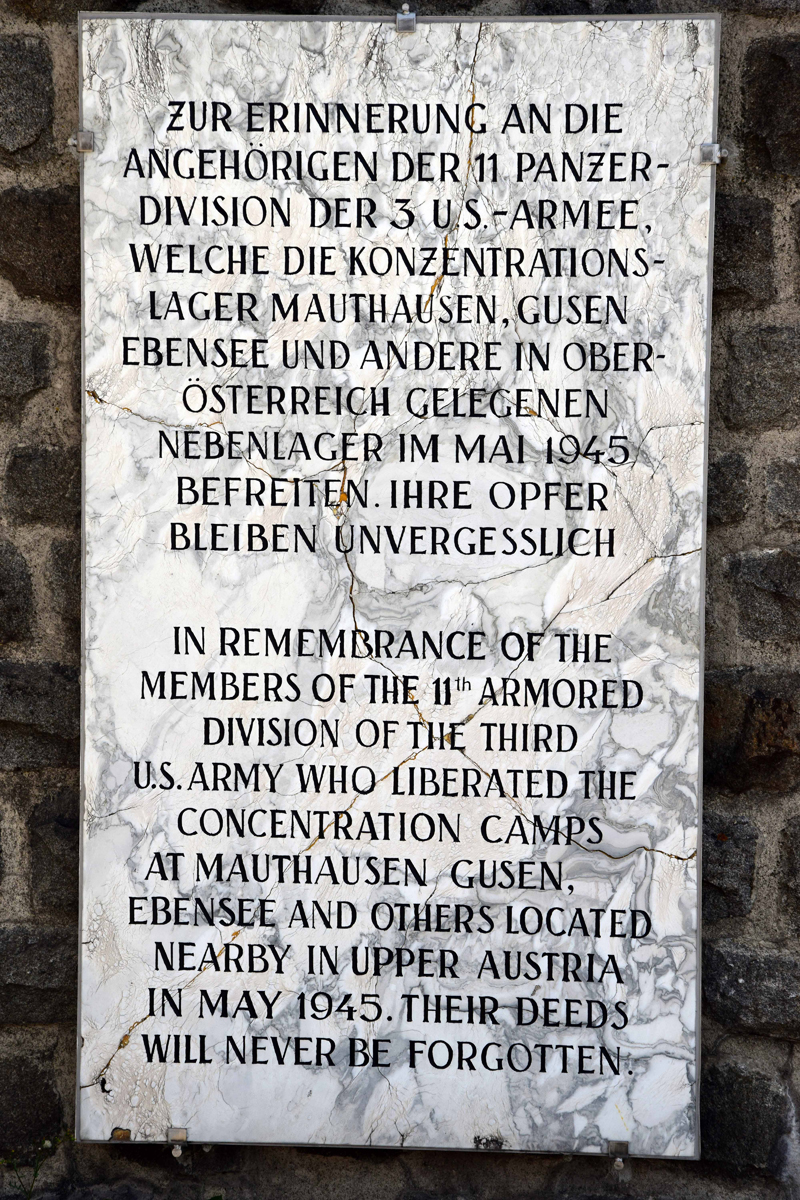 ZUR ERINNERUNG AN DIE
ANGEHÖRIGEN DER 11 PANZER-
DIVISION DER 3 U.S.-ARMEE,
WELCHE DIE KONZENTRATIONS-
LAGER MAUTHAUSEN, GUSEN
EBENSEE UND ANDERE IN OBER-
ÖSTERREICH GELEGENEN
NEBENLAGER IM MAI 1945
BEFREITEN. IHRE OPFER
BLEIBEN UNVERGESSLICH
IN REMEMBRANCE OF THE
MEMBERS OF THE 11th ARMORED
DIVISION OF THE THIRD
U.S. ARMY WHO LIBERATED THE
CONCENTRATION CAMPS
AT MAUTHAUSEN GUSEN,
EBENSEE AND OTHERS LOCATED
NEARBY IN UPPER AUSTRIA
IN MAY 1945. THEIR DEEDS
WILL NEVER BE FORGOTTEN.